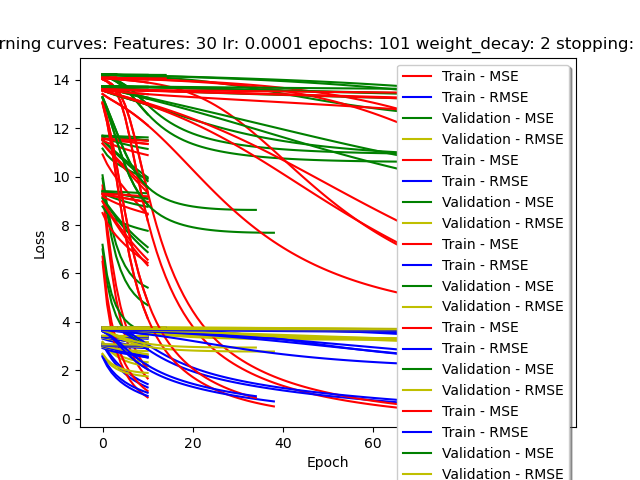 rning curves: Features: 30 lr: 0.0001 epochs: 101 weight_decay: 2 stopping:
14
12
10
8
6
4
2
0
Loss
0 20 40 60
Epoch
Train - MSE
Train - RMSE
Validation - MSE
Validation - RMSE
Train - MSE
Train - RMSE
Validation - MSE
Validation - RMSE
Train - MSE
Train - RMSE
Validation - MSE
Validation - RMSE
Train - MSE
Train - RMSE
Validation - MSE
Validation - RMSE
Train - MSE
Train - RMSE
Validation - MSE
Validation - RMSE